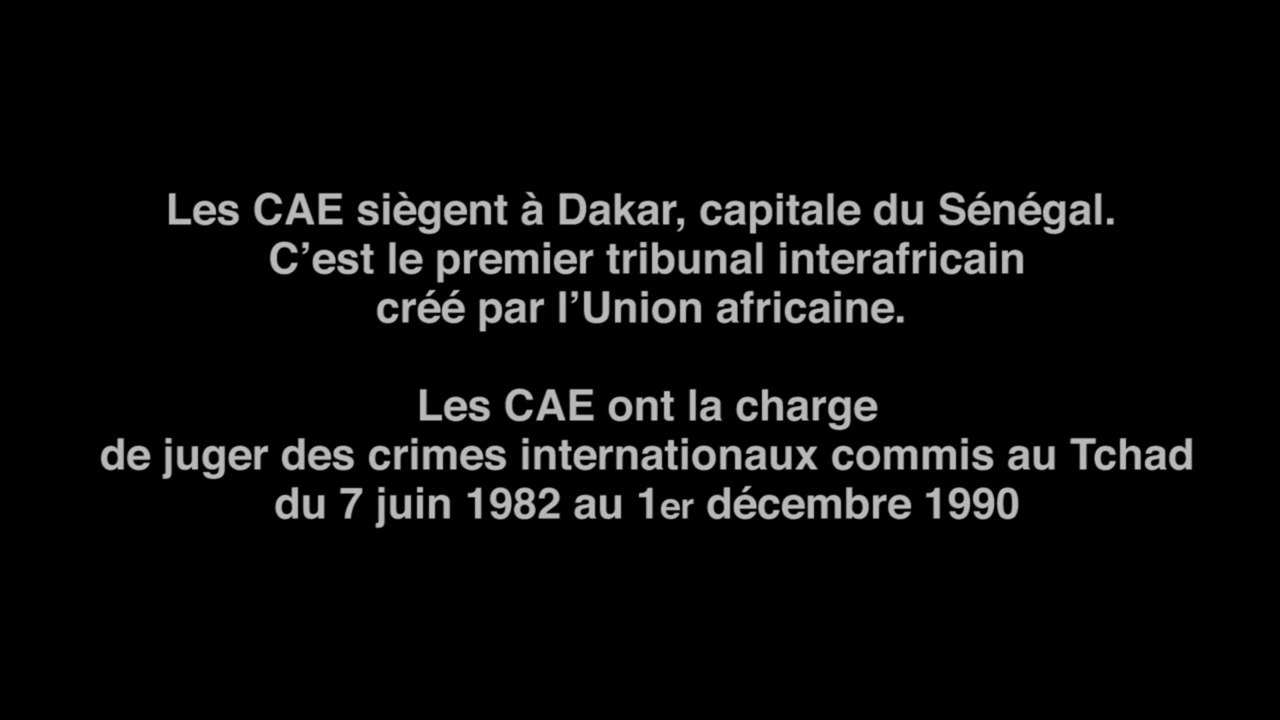 Les CAE siègent à Dakar, capitale du Sénégal.
C’est le premier tribunal interafricain
créé par l’Union africaine.
Les CAE ont la charge
de juger des crimes internationaux commis au Tchad
du 7 juin 1982 au 1er décembre 1990